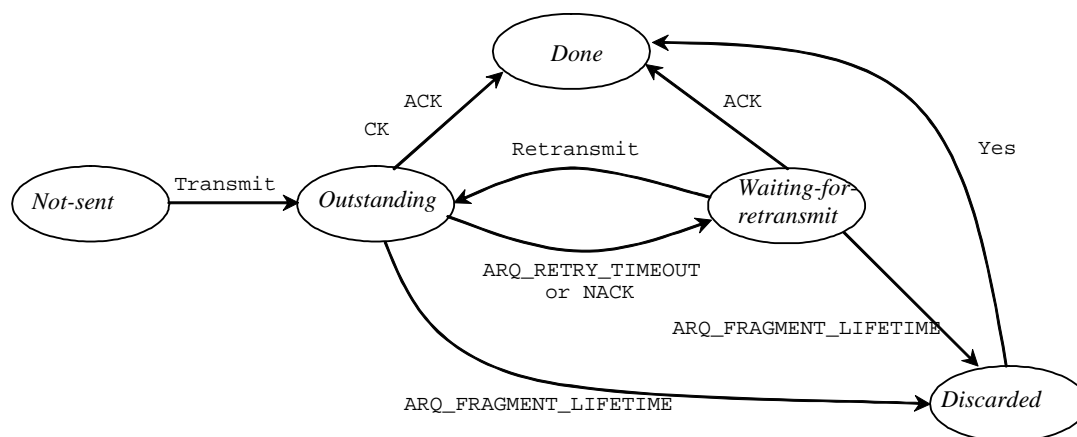 Done
ACK
ACK
CK
Yes
Retransmit
Transmit
Not-sent
Outstanding
Waiting-for-
retransmit
ARQ_RETRY_TIMEOUT
or NACK
ARQ_FRAGMENT_LIFETIME
ARQ_FRAGMENT_LIFETIME
Discarded